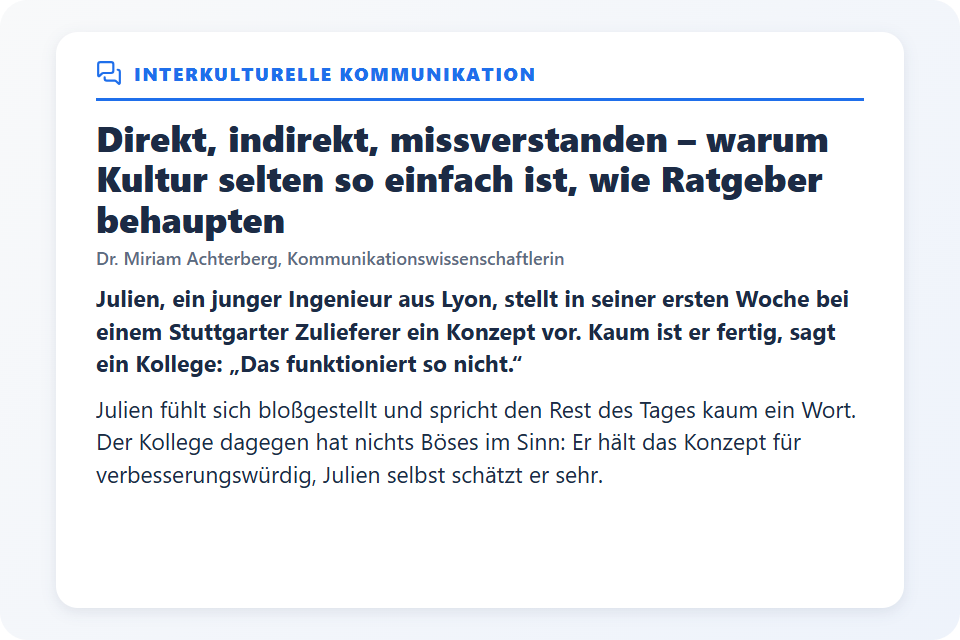 INTERKULTURELLE KOMMUNIKATION
Direkt, indirekt, missverstanden – warum
Kultur selten so einfach ist, wie Ratgeber
behaupten
Dr. Miriam Achterberg, Kommunikationswissenschaftlerin
Julien, ein junger Ingenieur aus Lyon, stellt in seiner ersten Woche bei
einem Stuttgarter Zulieferer ein Konzept vor. Kaum ist er fertig, sagt
ein Kollege: „Das funktioniert so nicht.“
Julien fühlt sich bloßgestellt und spricht den Rest des Tages kaum ein Wort.
Der Kollege dagegen hat nichts Böses im Sinn: Er hält das Konzept für
verbesserungswürdig, Julien selbst schätzt er sehr.